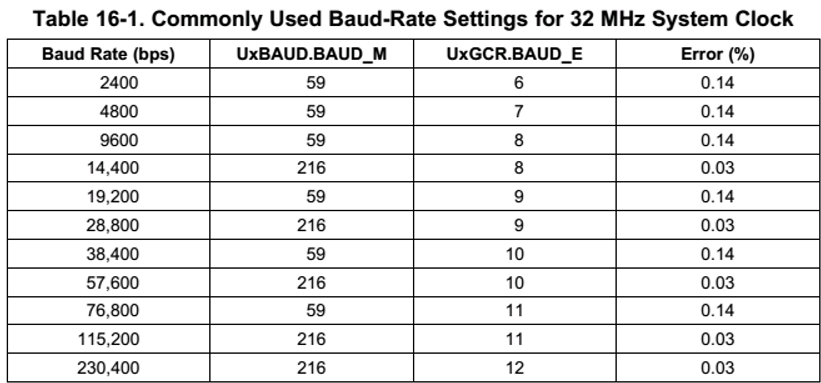 Table 16-1. Commonly Used Baud-Rate Settings for 32 MHz System Clock
Baud Rate (bps) UxBAUD.BAUD_M UxGCR.BAUD_E Error (%)
2400 59 6 0.14
4800 59 7 0.14
9600 59 8 0.14
14,400 216 8 0.03
19,200 59 9 0.14
28,800 216 9 0.03
38,400 59 10 0.14
57,600 216 10 0.03
76,800 59 11 0.14
115,200 216 11 0.03
230,400 216 12 0.03